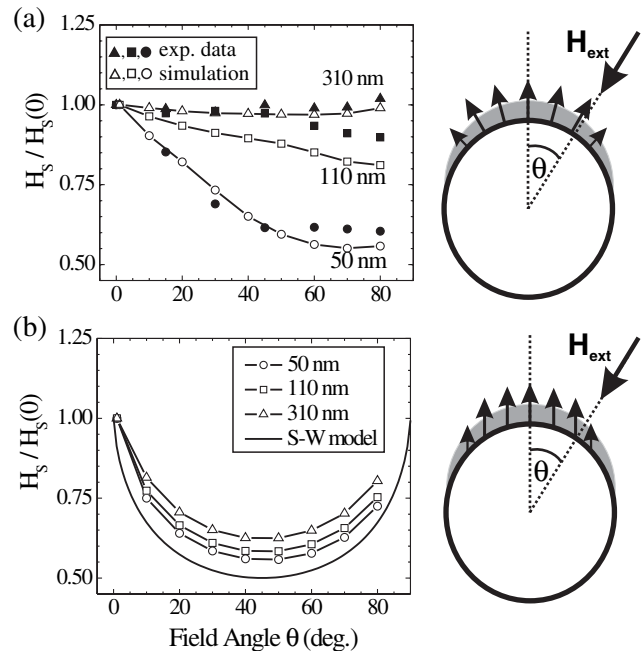 (a)
1.25
1.00
0.75
0.50
H_S / H_S(0)
▲,■,● exp. data
△,□,○ simulation
310 nm
110 nm
50 nm
0 20 40 60 80
H_ext
θ
(b)
1.25
1.00
0.75
0.50
H_S / H_S(0)
50 nm
110 nm
310 nm
S-W model
0 20 40 60 80
Field Angle θ (deg.)
H_ext
θ